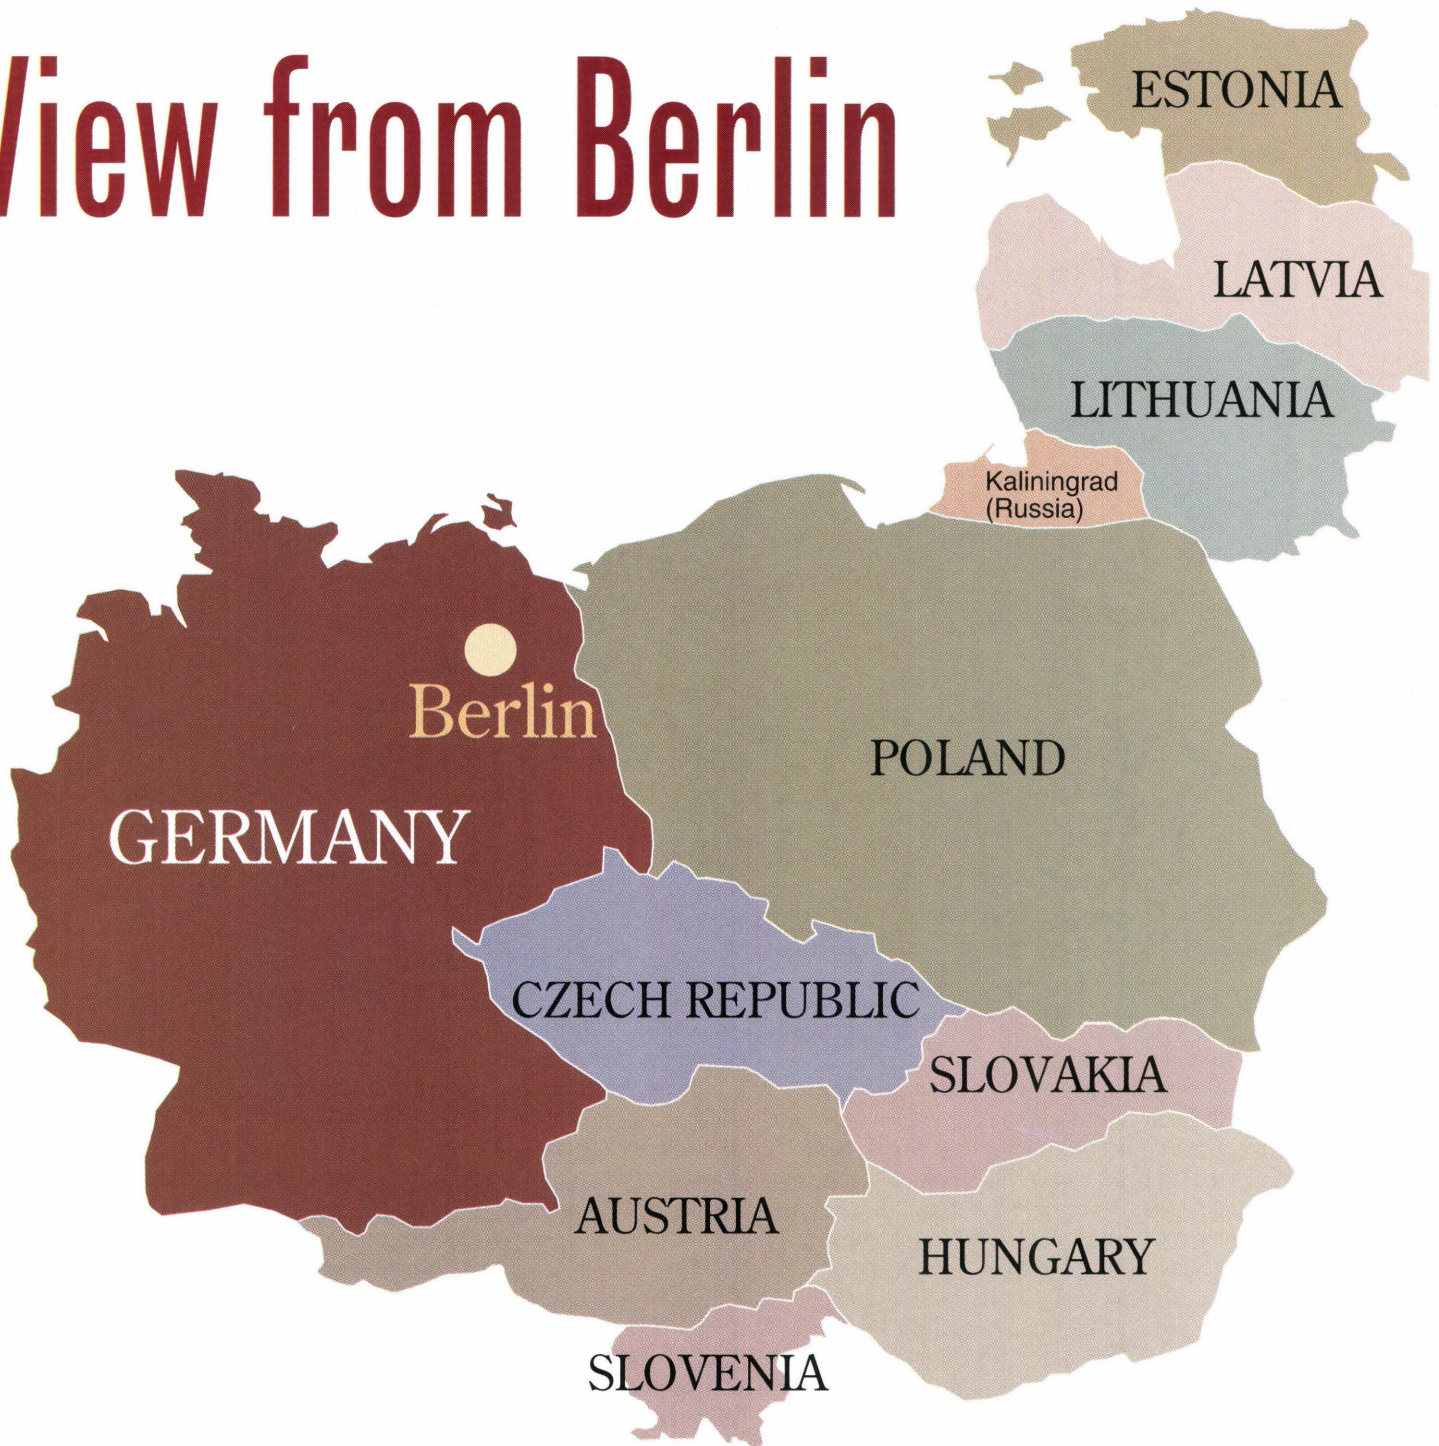 View from Berlin
ESTONIA
LATVIA
LITHUANIA
Kaliningrad
(Russia)
Berlin
POLAND
GERMANY
CZECH REPUBLIC
SLOVAKIA
AUSTRIA
HUNGARY
SLOVENIA